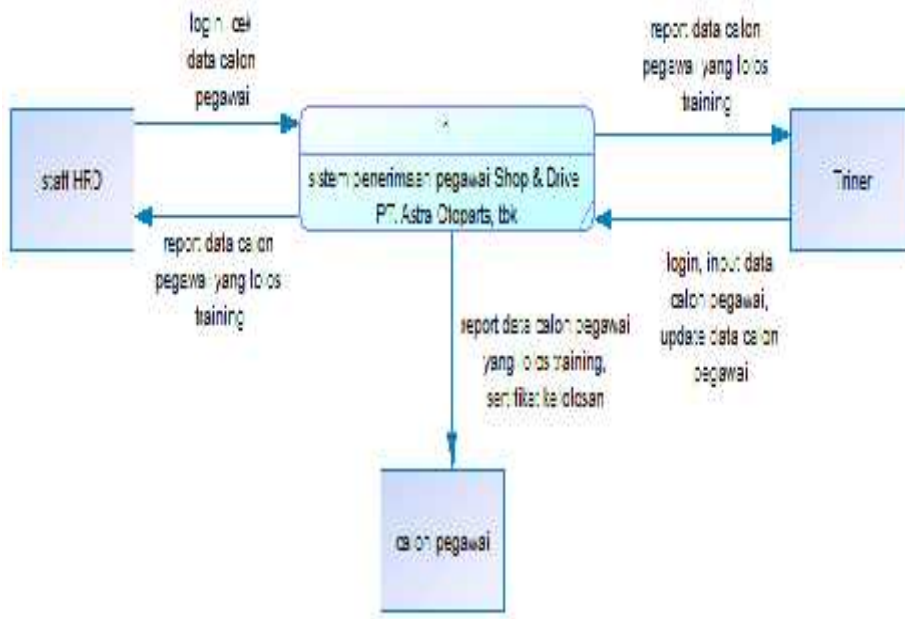 login, cek
data calon
pegawai
report data calon
pegawai yang lolos
training
staff HRD
sistem penerimaan pegawai Shop & Drive
PT. Astra Otoparts, tbk
Triner
report data calon
pegawai yang lolos
training
login, input data
calon pegawai,
update data calon
pegawai
report data calon pegawai
yang lolos training,
sertifikat kelolosan
calon pegawai